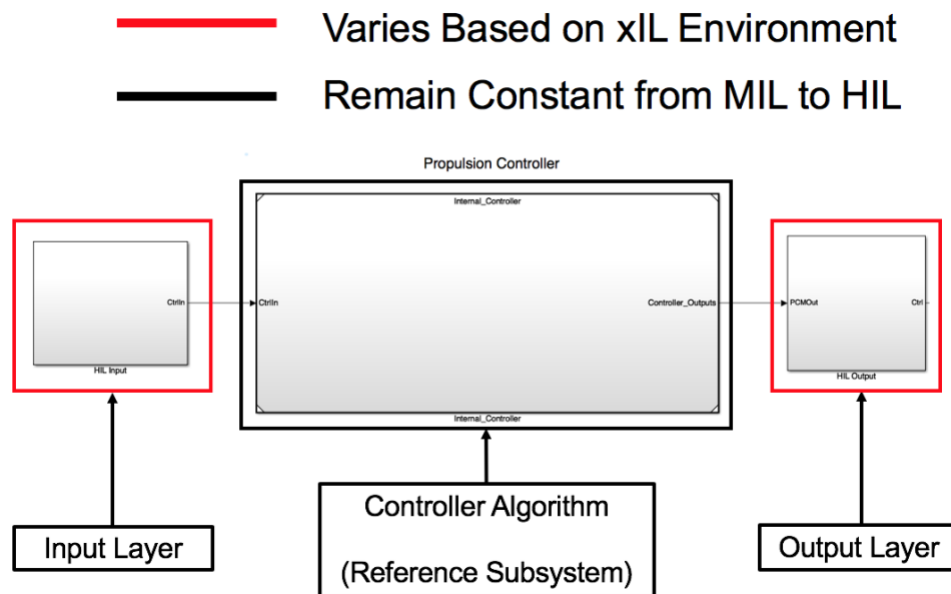 Varies Based on xIL Environment
Remain Constant from MIL to HIL
Propulsion Controller
Internal_Controller
CtrlIn
CtrlIn
Controller_Outputs
PCMOut
Ctrl
HIL Input
Internal_Controller
HIL Output
Input Layer
Controller Algorithm
(Reference Subsystem)
Output Layer